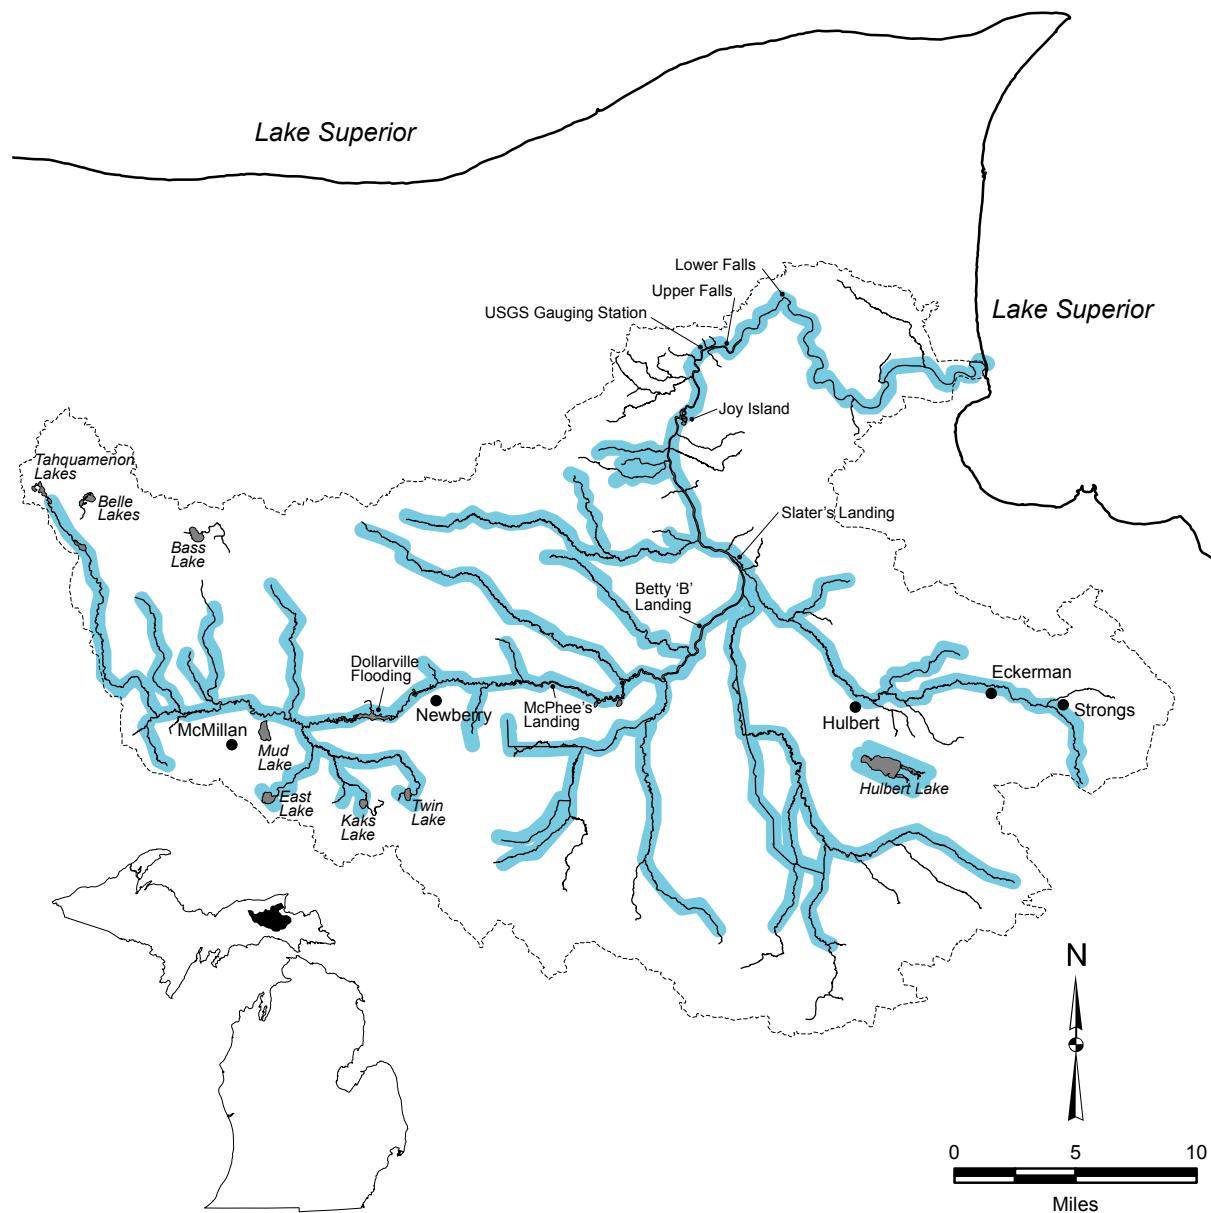 Lake Superior
Lower Falls
Upper Falls
USGS Gauging Station
Lake Superior
Joy Island
Tahquamenon
Lakes
Belle
Lakes
Bass
Lake
Slater's Landing
Betty 'B'
Landing
Dollarville
Flooding
Eckerman
Strongs
McPhee's
Landing
Newberry
Hulbert
McMillan
Mud
Lake
Hulbert Lake
East
Lake
Kaks
Lake
Twin
Lake
N
0 5 10
Miles